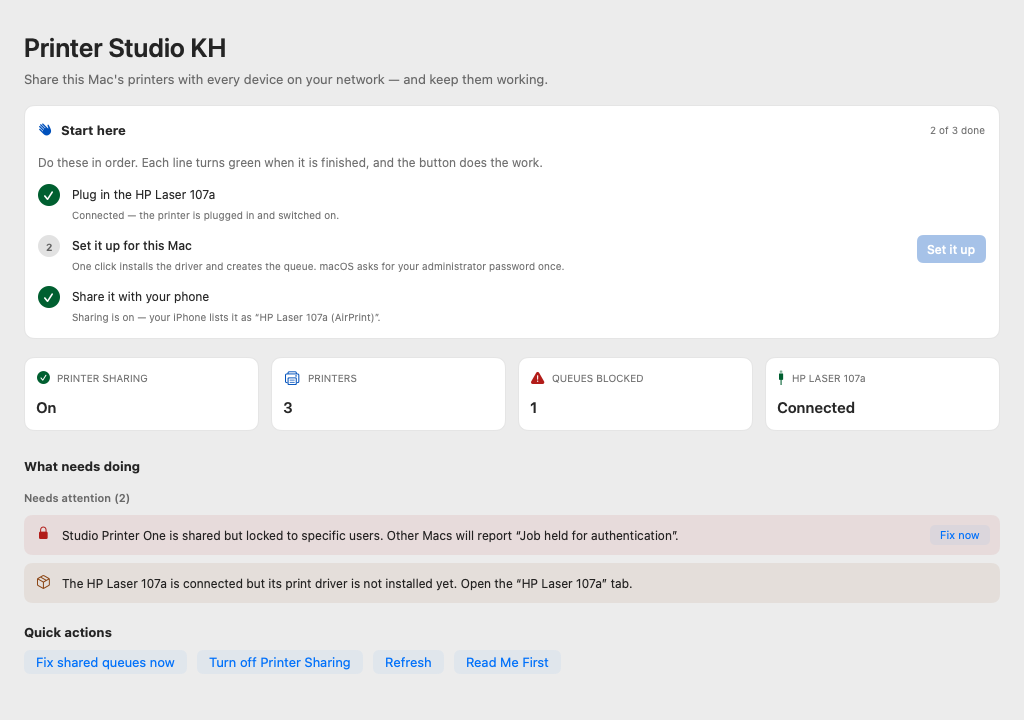 Printer Studio KH
Share this Mac's printers with every device on your network — and keep them working.
Start here
2 of 3 done
Do these in order. Each line turns green when it is finished, and the button does the work.
Plug in the HP Laser 107a
Connected — the printer is plugged in and switched on.
2
Set it up for this Mac
One click installs the driver and creates the queue. macOS asks for your administrator password once.
Set it up
Share it with your phone
Sharing is on — your iPhone lists it as “HP Laser 107a (AirPrint)”.
PRINTER SHARING
On
PRINTERS
3
QUEUES BLOCKED
1
HP LASER 107a
Connected
What needs doing
Needs attention (2)
Studio Printer One is shared but locked to specific users. Other Macs will report “Job held for authentication”.
Fix now
The HP Laser 107a is connected but its print driver is not installed yet. Open the “HP Laser 107a” tab.
Quick actions
Fix shared queues now
Turn off Printer Sharing
Refresh
Read Me First